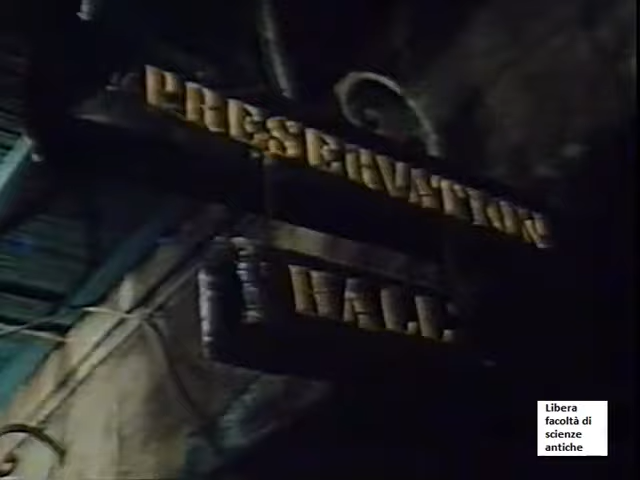 PRESERVATION
HALL
Libera
facoltà di
scienze
antiche